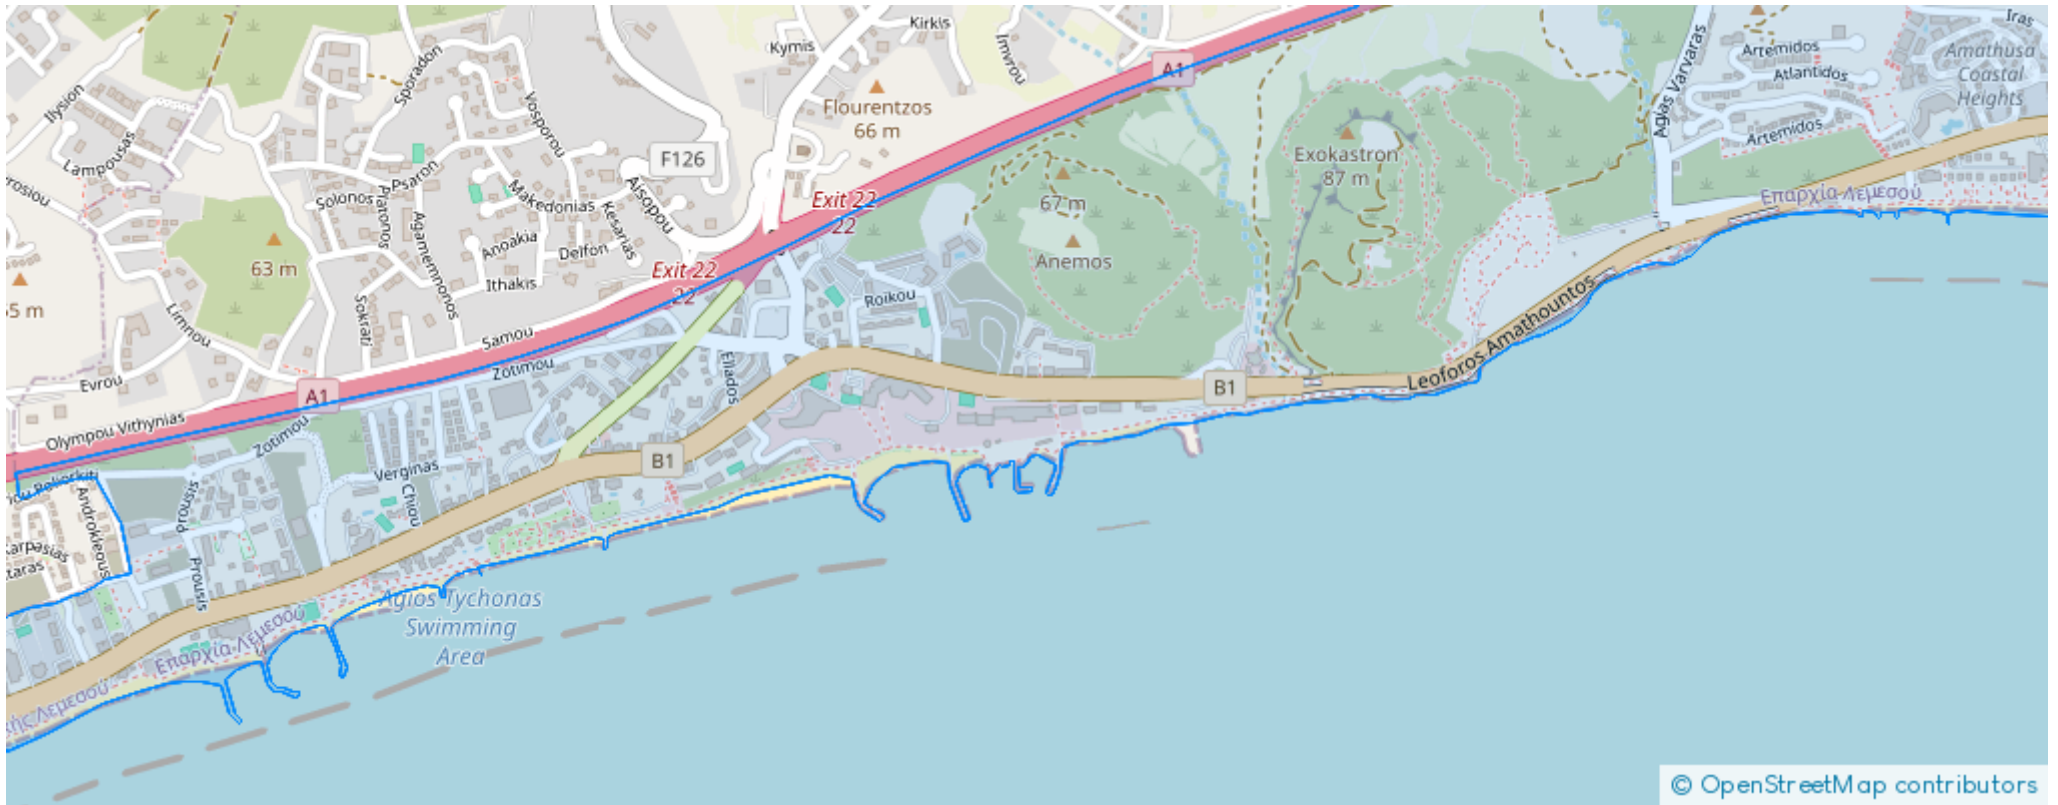 Kirkis
Iras
Kymis
Imvrou
Artemidos
Amathusa
Coastal
Heights
Sporadon
A1
Atlantidos
Ilysion
Flourentzos
66 m
Agias Varvaras
Vosporou
Artemidos
Lampousas
F126
Exokastron
87 m
Psaron
Aisopou
Makedonias
Solonos
Platonos
Exit 22
22
67 m
Επαρχία Λεμεσού
Kesarias
Agamemnonos
Anoakia
Delfon
63 m
Exit 22
22
Anemos
Ithakis
55 m
Roikou
Limnou
Sokrati
Samou
Leoforos Amathountos
Zotimou
Eliados
Evrou
A1
B1
Olympou Vithynias
Zotimou
B1
Verginas
Chiou
Androkleous
Prousis
Karpasias
Prousis
Agios Tychonas
Swimming
Area
Επαρχία Λεμεσού
Λεμεσού
© OpenStreetMap contributors